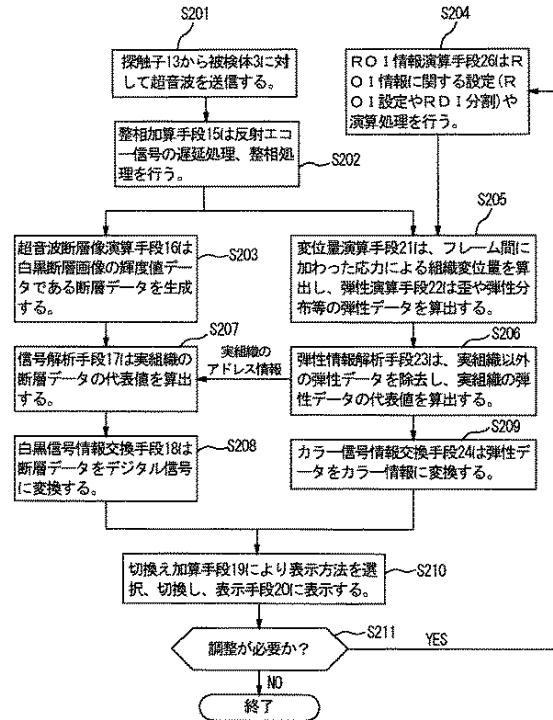 S201
探触子13から被検体3に対
して超音波を送信する。
S204
ROI情報演算手段26はR
OI情報に関する設定(R
OI設定やRDI分割)や
演算処理を行う。
整相加算手段15は反射エコ
ー信号の遅延処理、整相処
理を行う。
S202
超音波断層像演算手段16は
白黒断層画像の輝度値デー
タである断層データを生成
する。
S203
S205
変位量演算手段21は、フレーム間に
加わった応力による組織変位量を算
出し、弾性演算手段22は歪や弾性分
布等の弾性データを算出する。
S207
信号解析手段17は実組織の
断層データの代表値を算出
する。
実組織の
アドレス情報
S206
弾性情報解析手段23は、実組織以外
の弾性データを除去し、実組織の弾
性データの代表値を算出する。
S208
白黒信号情報交換手段18は
断層データをデジタル信号
に変換する。
S209
カラー信号情報交換手段24は弾性デ
ータをカラー情報に変換する。
切換え加算手段19により表示方法を選
択、切換し、表示手段20に表示する。
S210
調整が必要か?
S211
YES
NO
終了